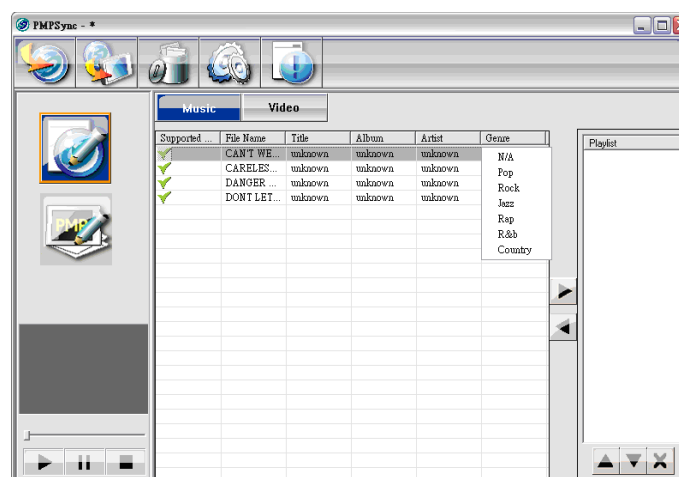 PMPSync - *
Music Video
Supported ... File Name Title Album Artist Genre
CAN'T WE... unknown unknown unknown
CARELES... unknown unknown unknown
DANGER ... unknown unknown unknown
DONT LET... unknown unknown unknown
N/A
Pop
Rock
Jazz
Rap
R&b
Country
Playlist
PMP